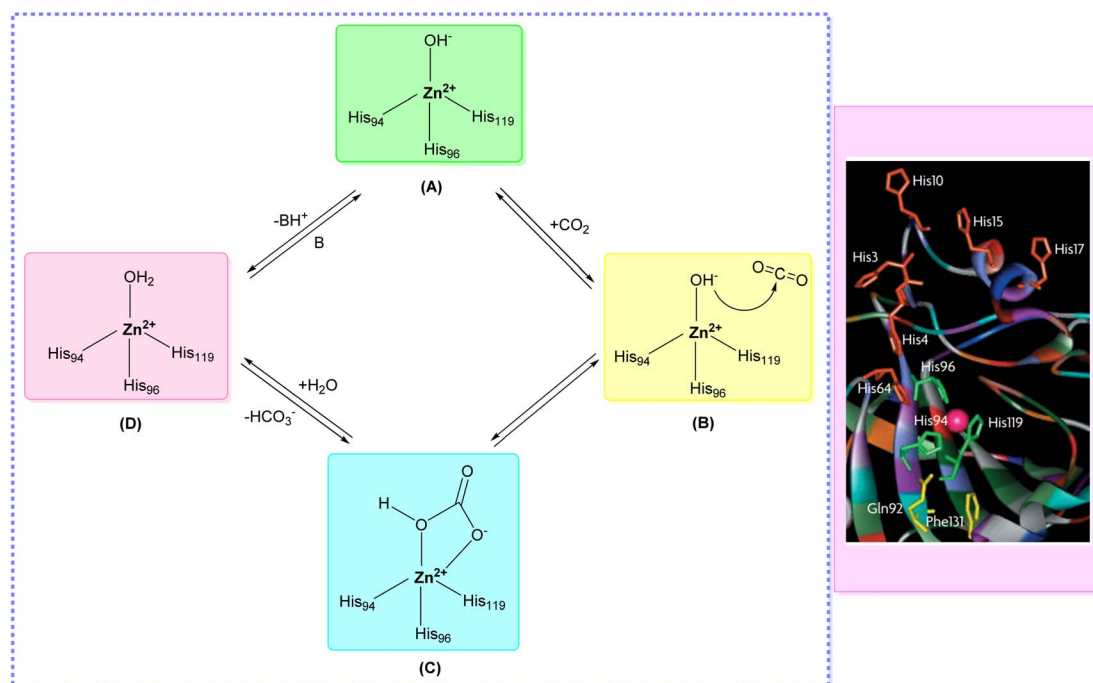 OH⁻
Zn²⁺
His₉₄
His₁₁₉
His₉₆
(A)
-BH⁺
B
+CO₂
OH₂
Zn²⁺
His₉₄
His₁₁₉
His₉₆
(D)
OH⁻
O=C=O
Zn²⁺
His₉₄
His₁₁₉
His₉₆
(B)
+H₂O
-HCO₃⁻
O
H
O
O⁻
Zn²⁺
His₉₄
His₁₁₉
His₉₆
(C)
His10
His15
His17
His3
His4
His96
His64
His94
His119
Gln92
Phe131